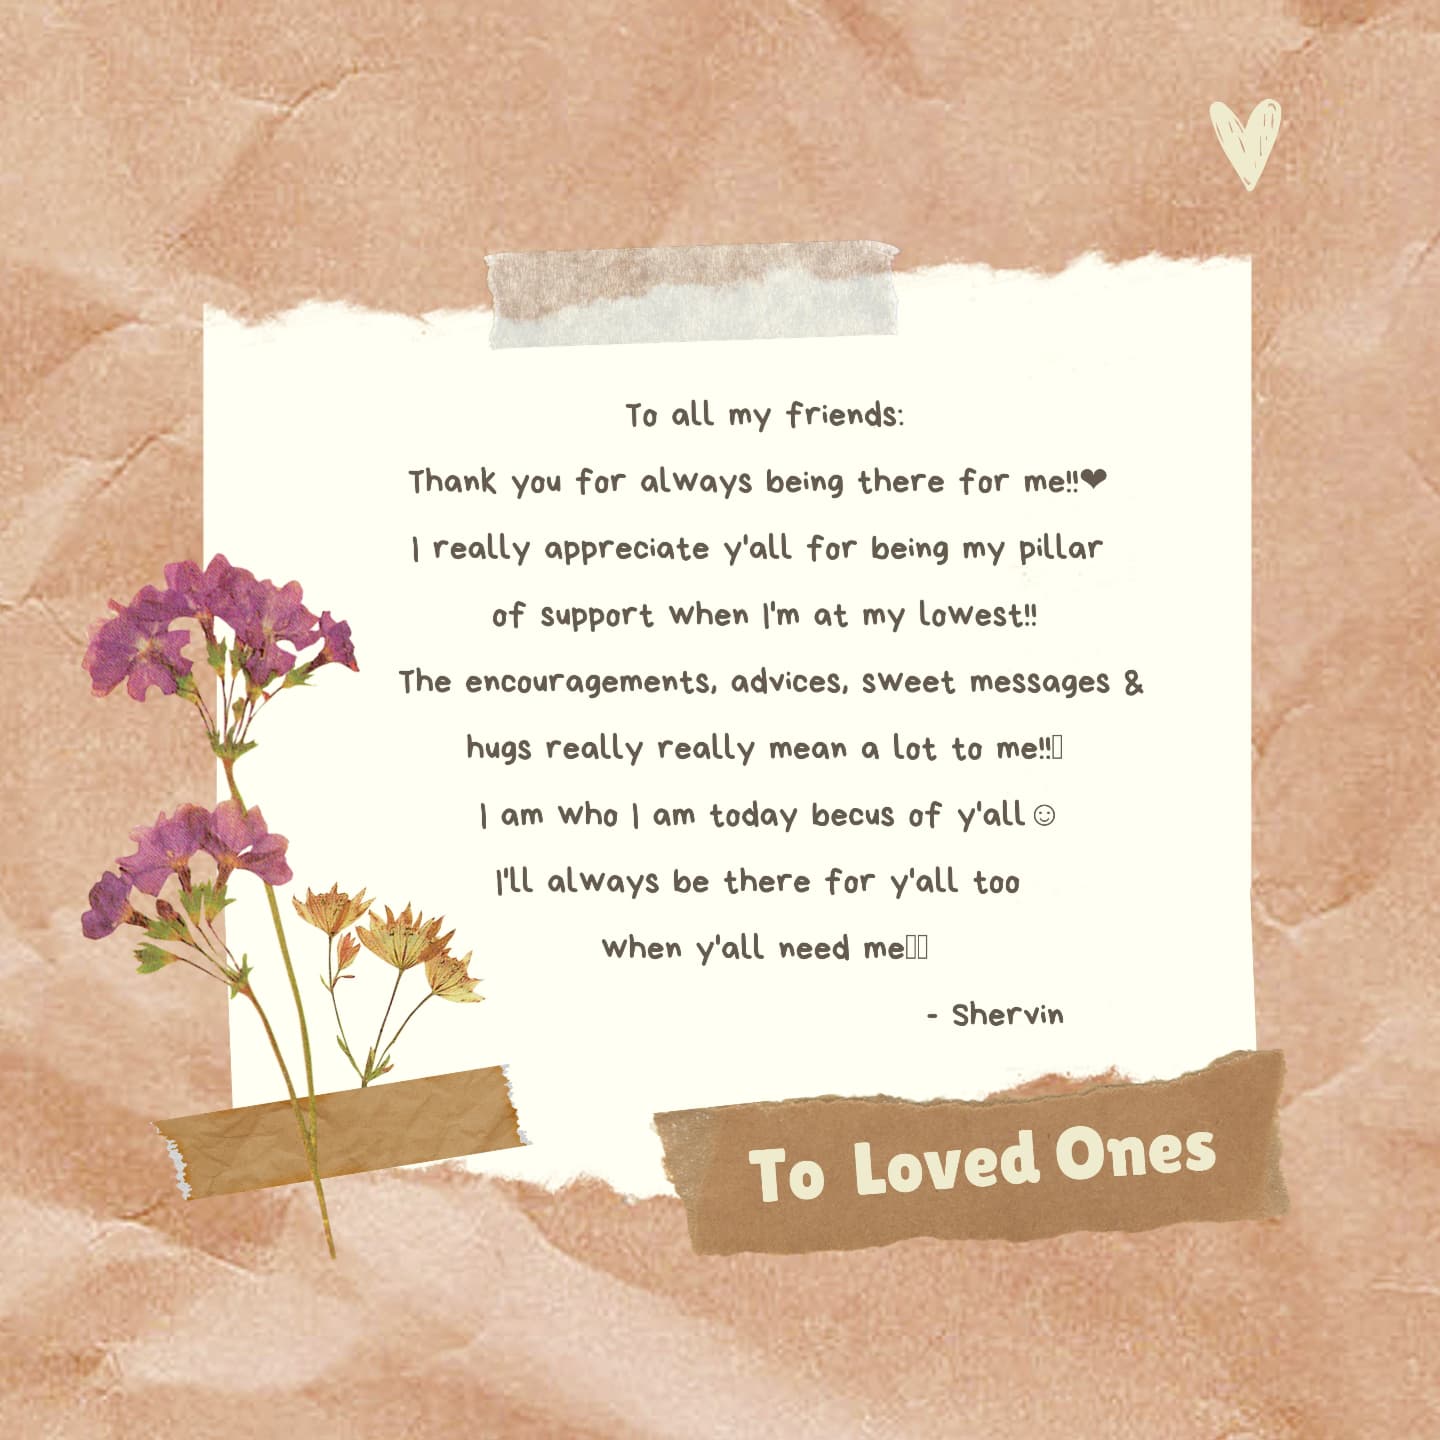 To all my friends:
Thank you for always being there for me!!❤
I really appreciate y'all for being my pillar
of support when I'm at my lowest!!
The encouragements, advices, sweet messages &
hugs really really mean a lot to me!!
I am who I am today becus of y'all☺
I'll always be there for y'all too
when y'all need me
- Shervin
To Loved Ones